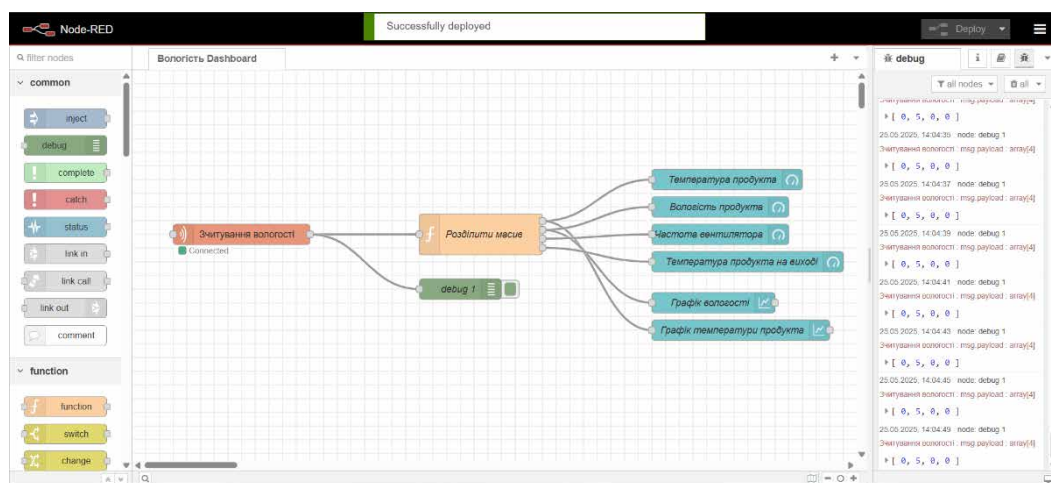 Node-RED
Successfully deployed
Deploy
filter nodes
Вологість Dashboard
debug
common
all nodes
all
inject
debug
complete
catch
status
link in
link call
link out
comment
function
function
switch
change
Зчитування вологості
Connected
Розділити масив
debug 1
Температура продукта
Вологість продукта
Частота вентилятора
Температура продукта на виході
Графік вологості
Графік температури продукта
Зчитування вологості : msg.payload : array[4]
[ 0, 5, 0, 0 ]
25.05.2025, 14:04:35 node: debug 1
Зчитування вологості : msg.payload : array[4]
[ 0, 5, 0, 0 ]
25.05.2025, 14:04:37 node: debug 1
Зчитування вологості : msg.payload : array[4]
[ 0, 5, 0, 0 ]
25.05.2025, 14:04:39 node: debug 1
Зчитування вологості : msg.payload : array[4]
[ 0, 5, 0, 0 ]
25.05.2025, 14:04:41 node: debug 1
Зчитування вологості : msg.payload : array[4]
[ 0, 5, 0, 0 ]
25.05.2025, 14:04:43 node: debug 1
Зчитування вологості : msg.payload : array[4]
[ 0, 5, 0, 0 ]
25.05.2025, 14:04:45 node: debug 1
Зчитування вологості : msg.payload : array[4]
[ 0, 5, 0, 0 ]
25.05.2025, 14:04:49 node: debug 1
Зчитування вологості : msg.payload : array[4]
[ 0, 5, 0, 0 ]